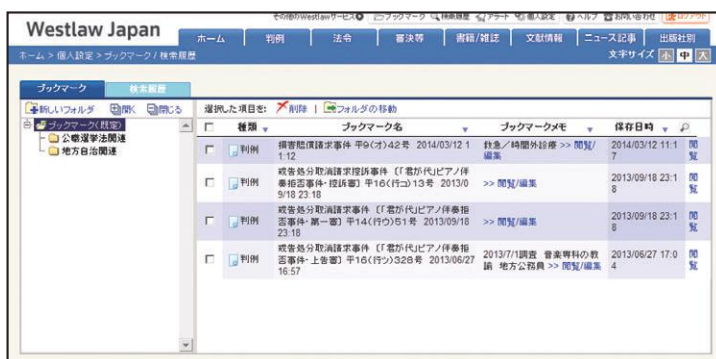 その他のWestlawサービス ブックマーク 検索履歴 アラート 個人設定 ヘルプ お問い合わせ ログアウト
Westlaw Japan
ホーム 判例 法令 審決等 書籍/雑誌 文献情報 ニュース記事 出版社別
ホーム > 個人設定 > ブックマーク / 検索履歴 文字サイズ 小 中 大
ブックマーク 検索履歴
新しいフォルダ 開く 閉じる 選択した項目を: 削除 | フォルダの移動
ブックマーク(既定)
公職選挙法関連
地方自治関連
種類 ブックマーク名 ブックマークメモ 保存日時
判例 損害賠償請求事件 平9(オ)42号 2014/03/12 1
1:12
救急/時間外診療 >> 閲覧/
編集
2014/03/12 11:1
7
閲
覧
判例 戒告処分取消請求控訴事件 〔「君が代」ピアノ伴
奏拒否事件・控訴審〕 平16(行コ)13号 2013/0
9/18 23:18
>> 閲覧/編集
2013/09/18 23:1
8
閲
覧
判例 戒告処分取消請求事件 〔「君が代」ピアノ伴奏拒
否事件・第一審〕 平14(行ウ)51号 2013/09/18
23:18
>> 閲覧/編集
2013/09/18 23:1
8
閲
覧
判例 戒告処分取消請求事件 〔「君が代」ピアノ伴奏拒
否事件・上告審〕 平16(行ツ)328号 2013/06/27
16:57
2013/7/1調査 音楽専科の教
諭 地方公務員 >> 閲覧/編集
2013/06/27 17:0
4
閲
覧